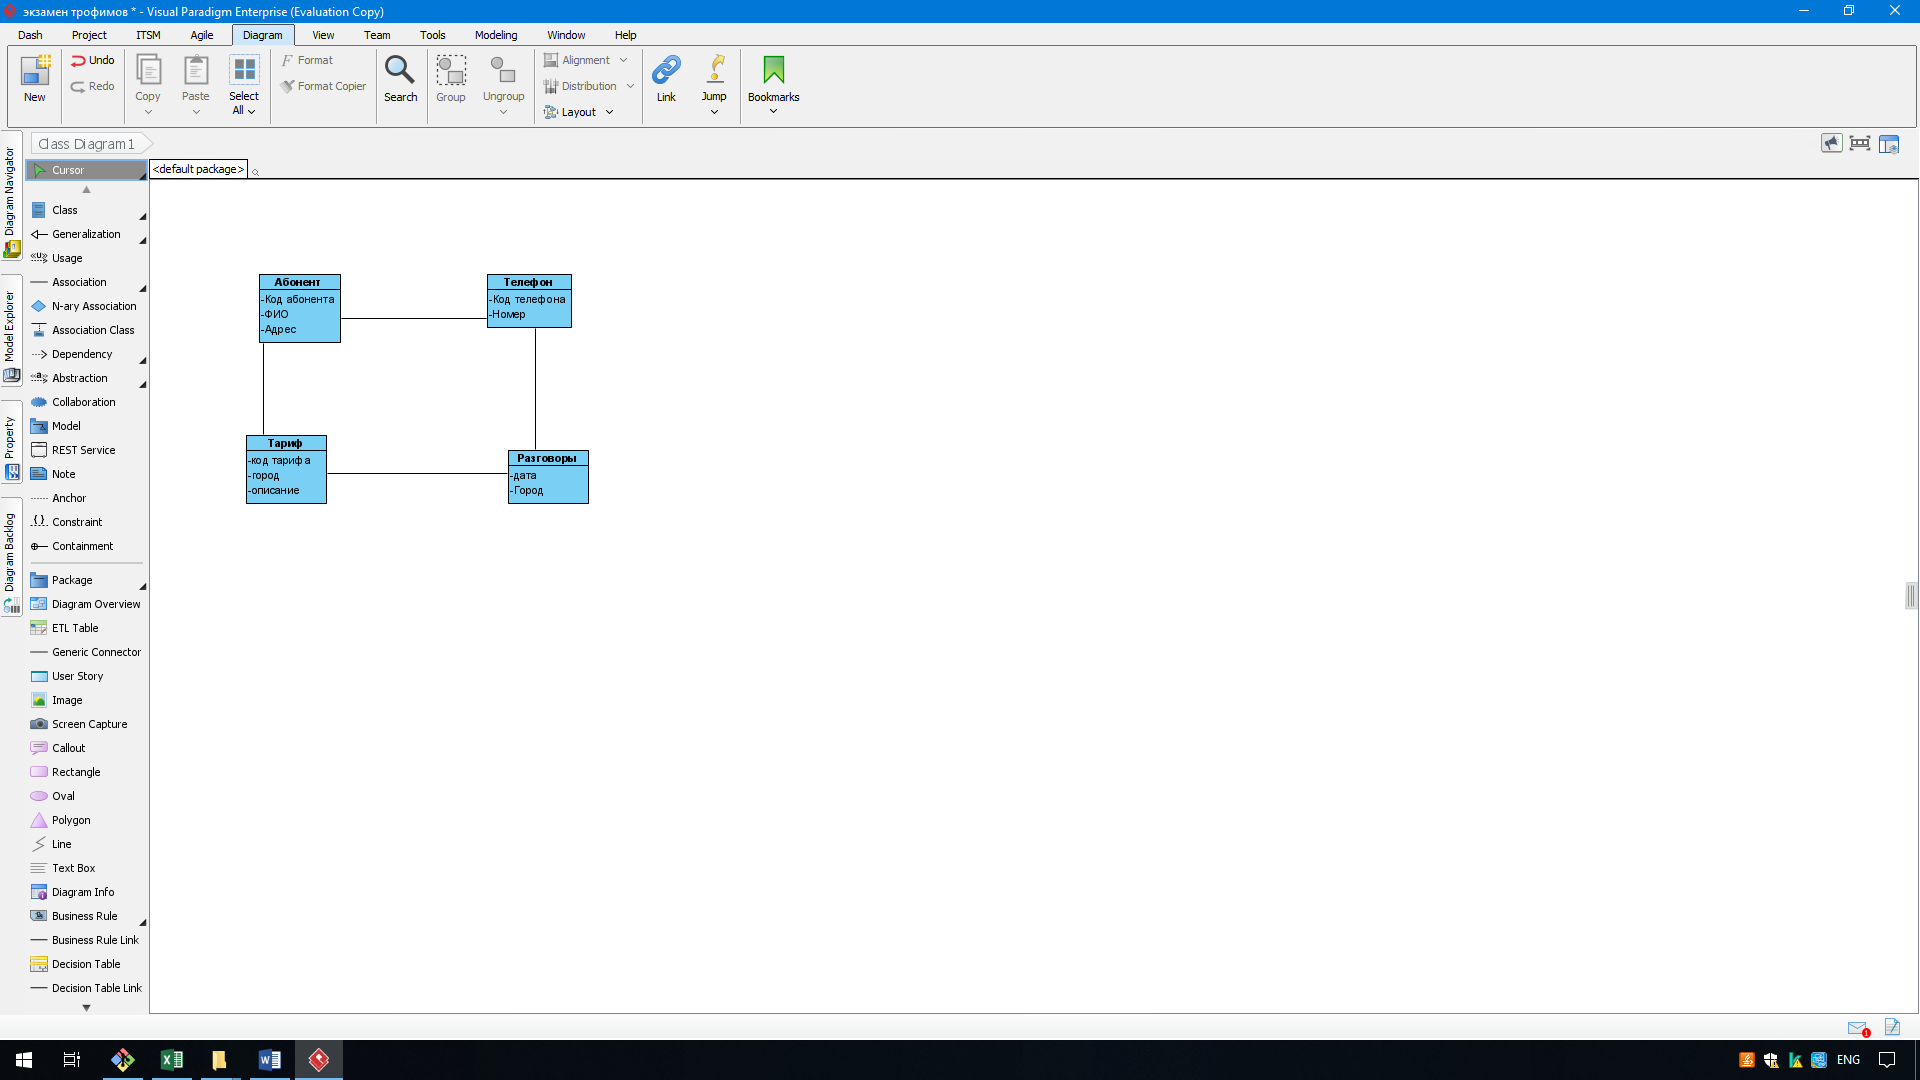 экзамен трофимов * - Visual Paradigm Enterprise (Evaluation Copy)
Dash Project ITSM Agile Diagram View Team Tools Modeling Window Help
New
Undo
Redo
Copy
Paste
Select All
Format
Format Copier
Search
Group
Ungroup
Alignment
Distribution
Layout
Link
Jump
Bookmarks
Class Diagram1
Diagram Navigator
Model Explorer
Property
Diagram Backlog
<default package>
Cursor
Class
Generalization
Usage
Association
N-ary Association
Association Class
Dependency
Abstraction
Collaboration
Model
REST Service
Note
Anchor
Constraint
Containment
Package
Diagram Overview
ETL Table
Generic Connector
User Story
Image
Screen Capture
Callout
Rectangle
Oval
Polygon
Line
Text Box
Diagram Info
Business Rule
Business Rule Link
Decision Table
Decision Table Link
Абонент
-Код абонента
-ФИО
-Адрес
Телефон
-Код телефона
-Номер
Тариф
-код тарифа
-город
-описание
Разговоры
-дата
-Город
1
ENG